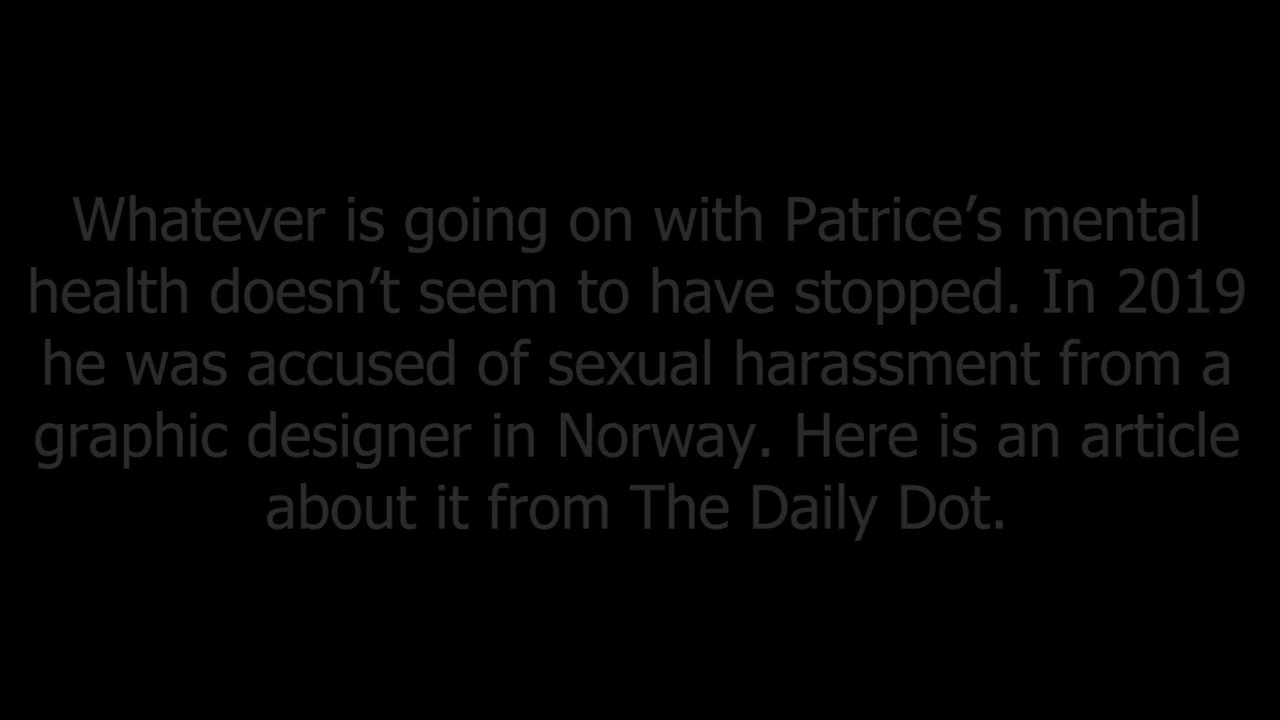 Whatever is going on with Patrice’s mental
health doesn’t seem to have stopped. In 2019
he was accused of sexual harassment from a
graphic designer in Norway. Here is an article
about it from The Daily Dot.